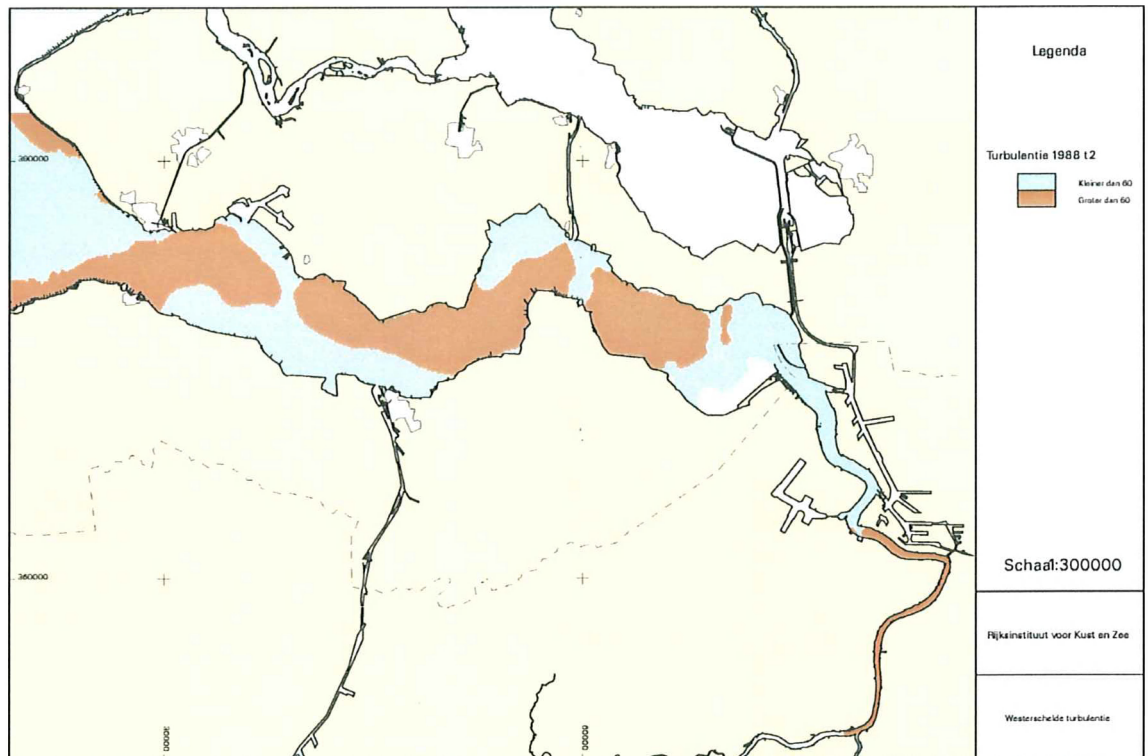 Legenda
Turbulentie 1988 t2
Kleiner dan 60
Groter dan 60
Schaal:300000
Rijksinstituut voor Kust en Zee
Westerschelde turbulentie
390000
360000